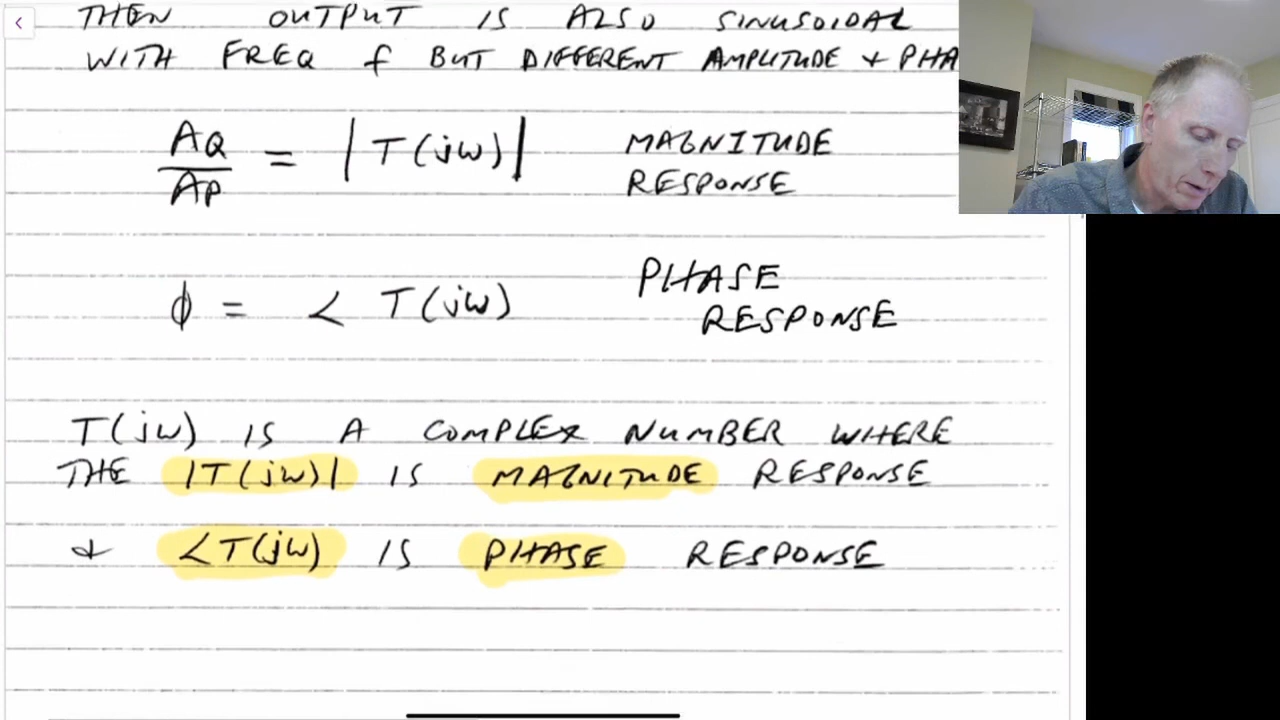 THEN OUTPUT IS ALSO SINUSOIDAL
WITH FREQ f BUT DIFFERENT AMPLITUDE + PHA
AQ/AP = |T(jω)| MAGNITUDE
RESPONSE
ϕ = < T(jω) PHASE
RESPONSE
T(jω) IS A COMPLEX NUMBER WHERE
THE |T(jω)| IS MAGNITUDE RESPONSE
+ <T(jω) IS PHASE RESPONSE